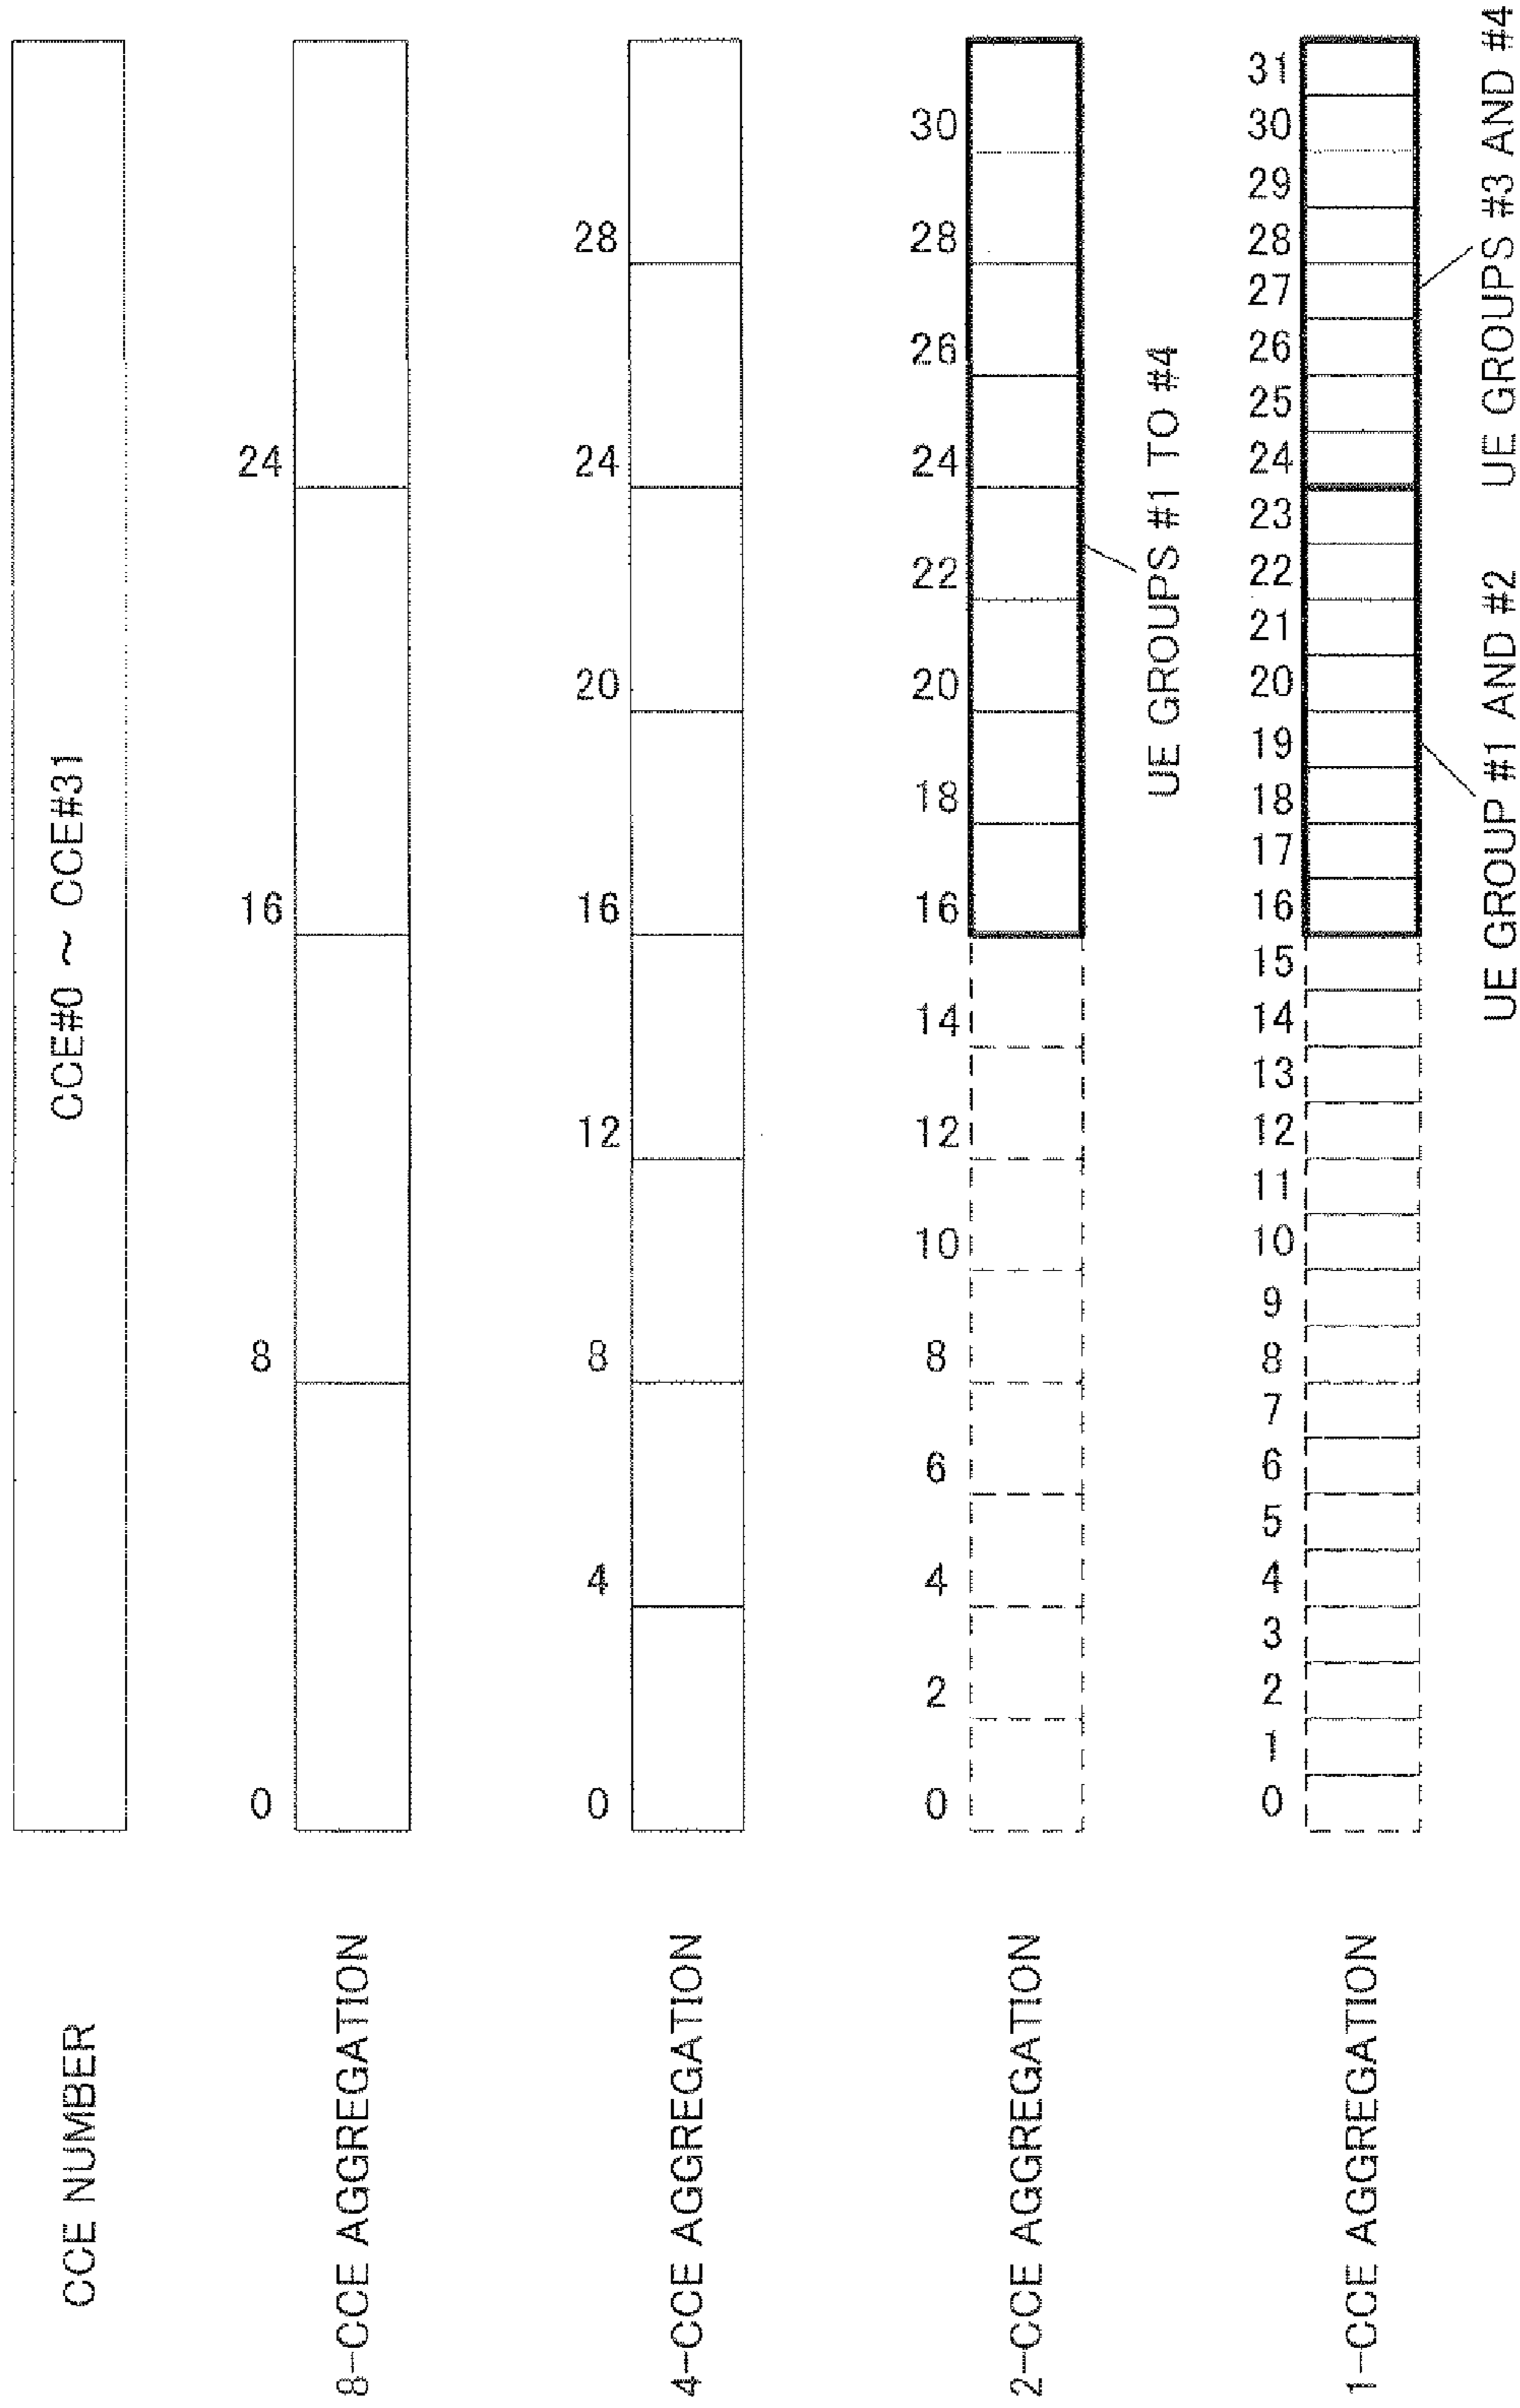 CCE NUMBER
CCE#0 ~ CCE#31
8-CCE AGGREGATION
0 8 16 24
4-CCE AGGREGATION
0 4 8 12 16 20 24 28
2-CCE AGGREGATION
0 2 4 6 8 10 12 14 16 18 20 22 24 26 28 30
UE GROUPS #1 TO #4
1-CCE AGGREGATION
0 1 2 3 4 5 6 7 8 9 10 11 12 13 14 15 16 17 18 19 20 21 22 23 24 25 26 27 28 29 30 31
UE GROUP #1 AND #2
UE GROUPS #3 AND #4